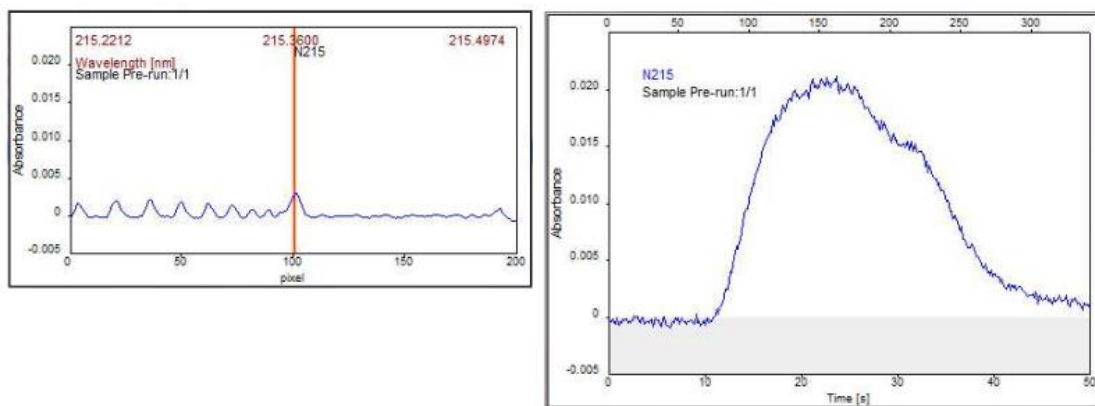 215.2212 215.3600 215.4974
N215
Wavelength [nm]
Sample Pre-run:1/1
0.020
0.015
Absorbance
0.010
0.005
0
-0.005
0 50 100 150 200
pixel
0 50 100 150 200 250 300
N215
Sample Pre-run:1/1
0.020
0.015
Absorbance
0.010
0.005
0
-0.005
0 10 20 30 40 50
Time [s]